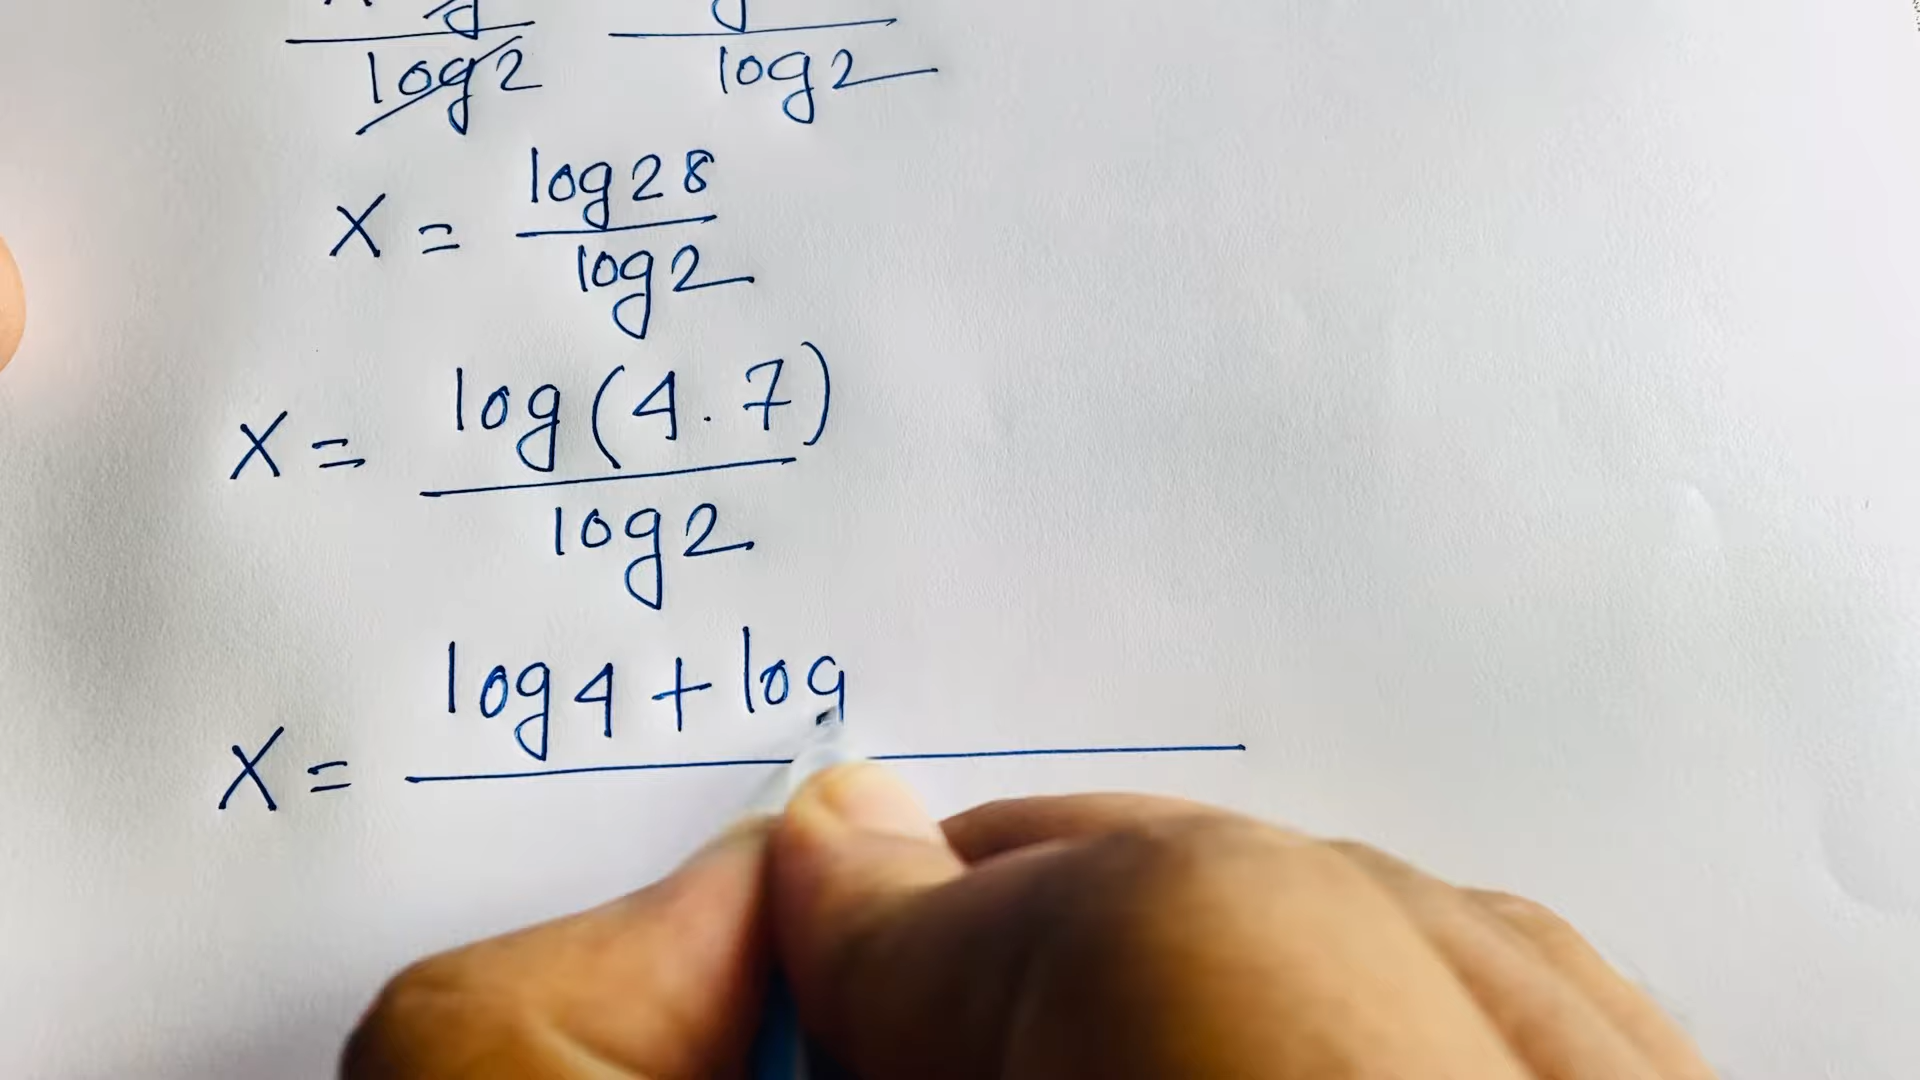 log2 log2
X = log28
log2
X = log(4.7)
log2
X = log4 + log